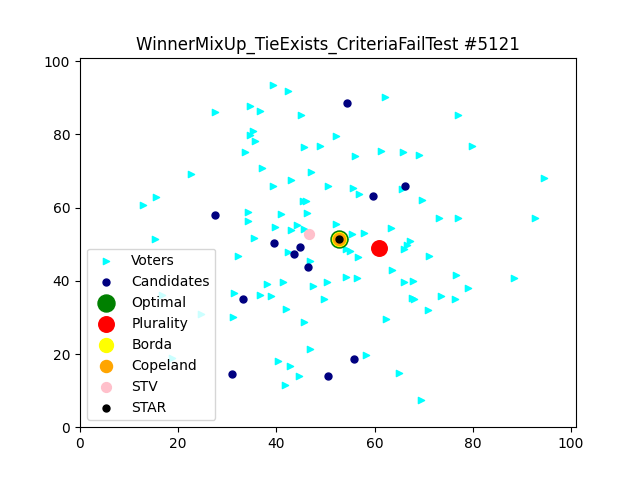 WinnerMixUp_TieExists_CriteriaFailTest #5121
100
80
60
40
20
0
Voters
Candidates
Optimal
Plurality
Borda
Copeland
STV
STAR
0 20 40 60 80 100